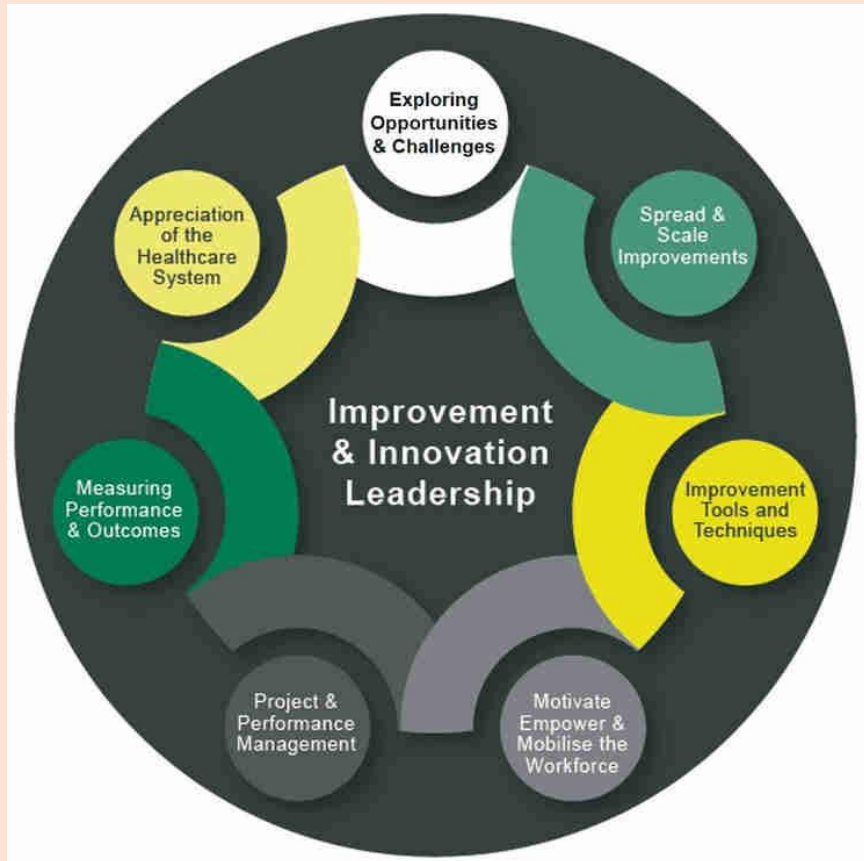 Exploring
Opportunities
& Challenges
Spread &
Scale
Improvements
Improvement
Tools and
Techniques
Motivate
Empower &
Mobilise the
Workforce
Project &
Performance
Management
Measuring
Performance
& Outcomes
Appreciation
of the
Healthcare
System
Improvement
& Innovation
Leadership